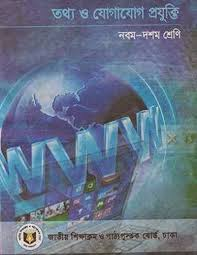 তথ্য ও যোগাযোগ প্রযুক্তি
নবম-দশম শ্রেণি
WWW
জাতীয় শিক্ষাক্রম ও পাঠ্যপুস্তক বোর্ড, ঢাকা